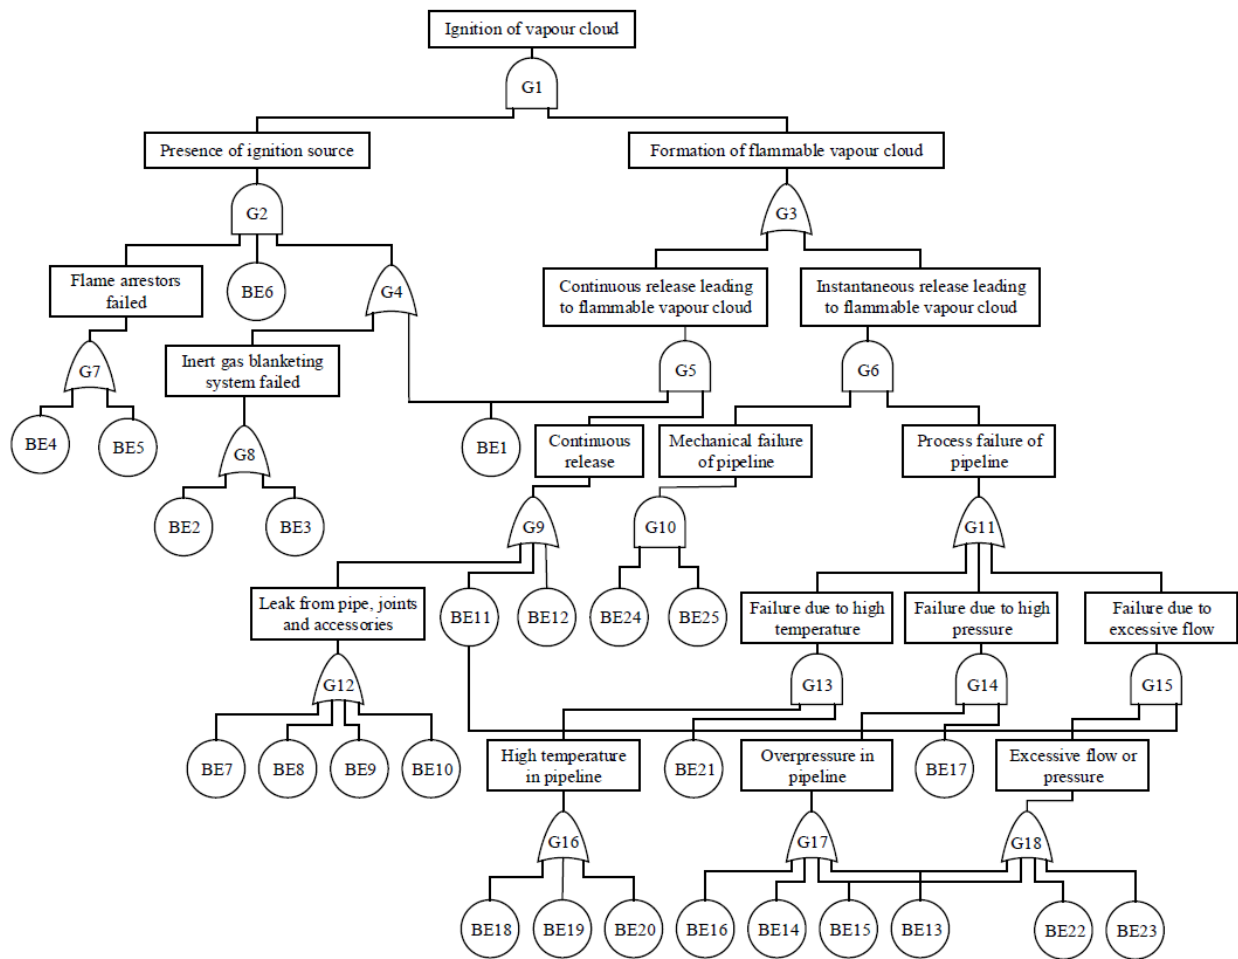 Ignition of vapour cloud
G1
Presence of ignition source
Formation of flammable vapour cloud
G2
G3
Flame arrestors
failed
BE6
G4
Continuous release leading
to flammable vapour cloud
Instantaneous release leading
to flammable vapour cloud
G7
Inert gas blanketing
system failed
G5
G6
BE4
BE5
G8
BE1
Continuous
release
Mechanical failure
of pipeline
Process failure of
pipeline
BE2
BE3
G9
G10
G11
Leak from pipe, joints
and accessories
BE11
BE12
BE24
BE25
Failure due to high
temperature
Failure due to high
pressure
Failure due to
excessive flow
G12
G13
G14
G15
BE7
BE8
BE9
BE10
High temperature
in pipeline
BE21
Overpressure in
pipeline
BE17
Excessive flow or
pressure
G16
G17
G18
BE18
BE19
BE20
BE16
BE14
BE15
BE13
BE22
BE23